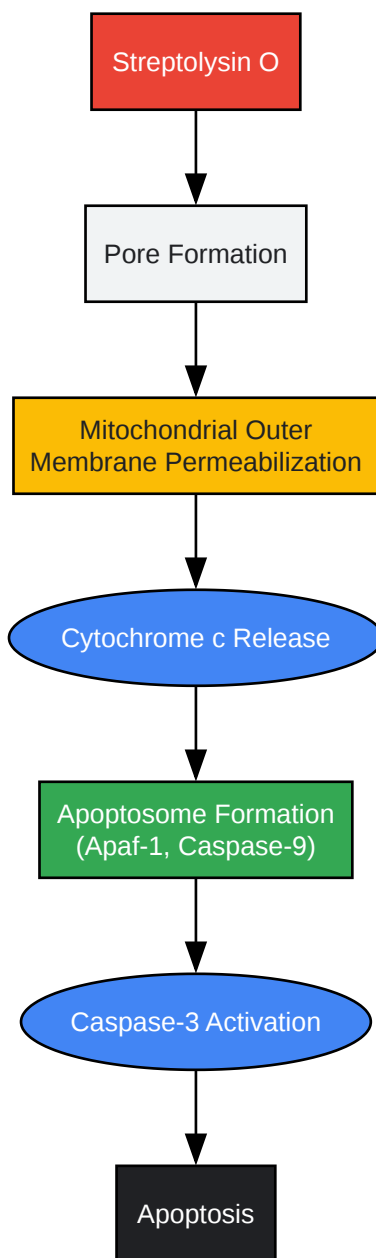 Streptolysin O
Pore Formation
Mitochondrial Outer
Membrane Permeabilization
Cytochrome c Release
Apoptosome Formation
(Apaf-1, Caspase-9)
Caspase-3 Activation
Apoptosis